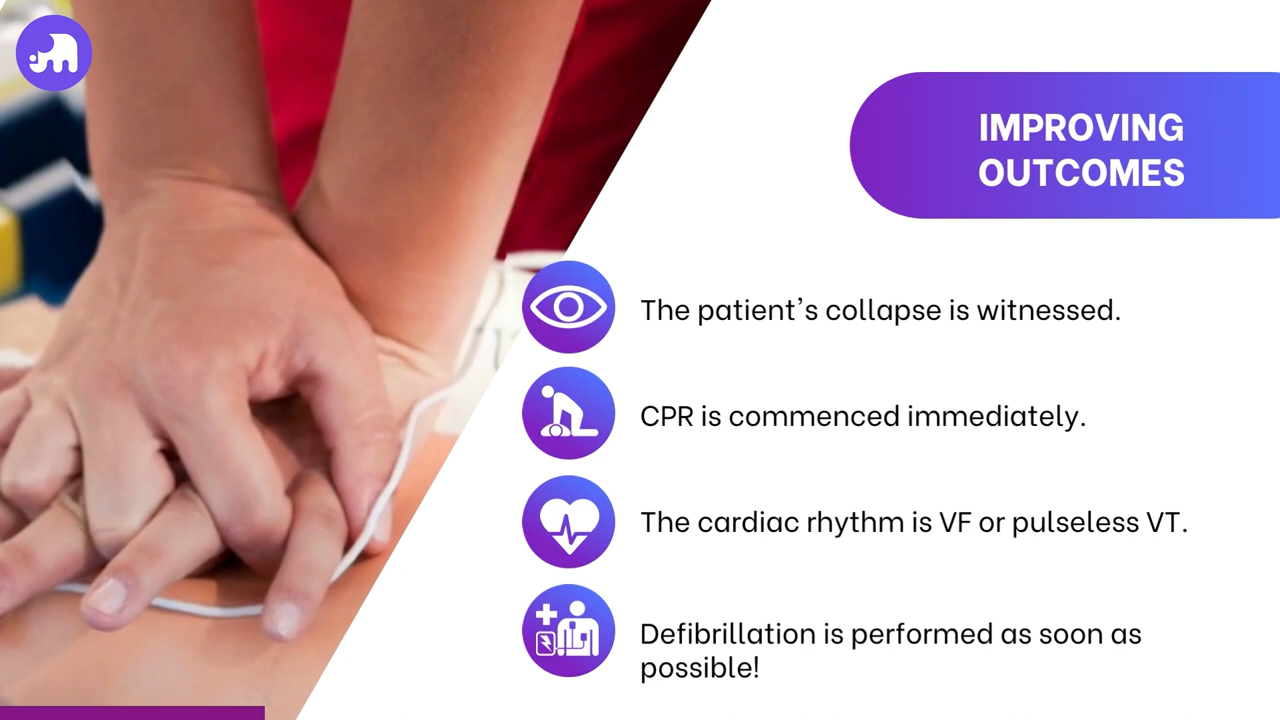 IMPROVING
OUTCOMES
The patient's collapse is witnessed.
CPR is commenced immediately.
The cardiac rhythm is VF or pulseless VT.
Defibrillation is performed as soon as
possible!